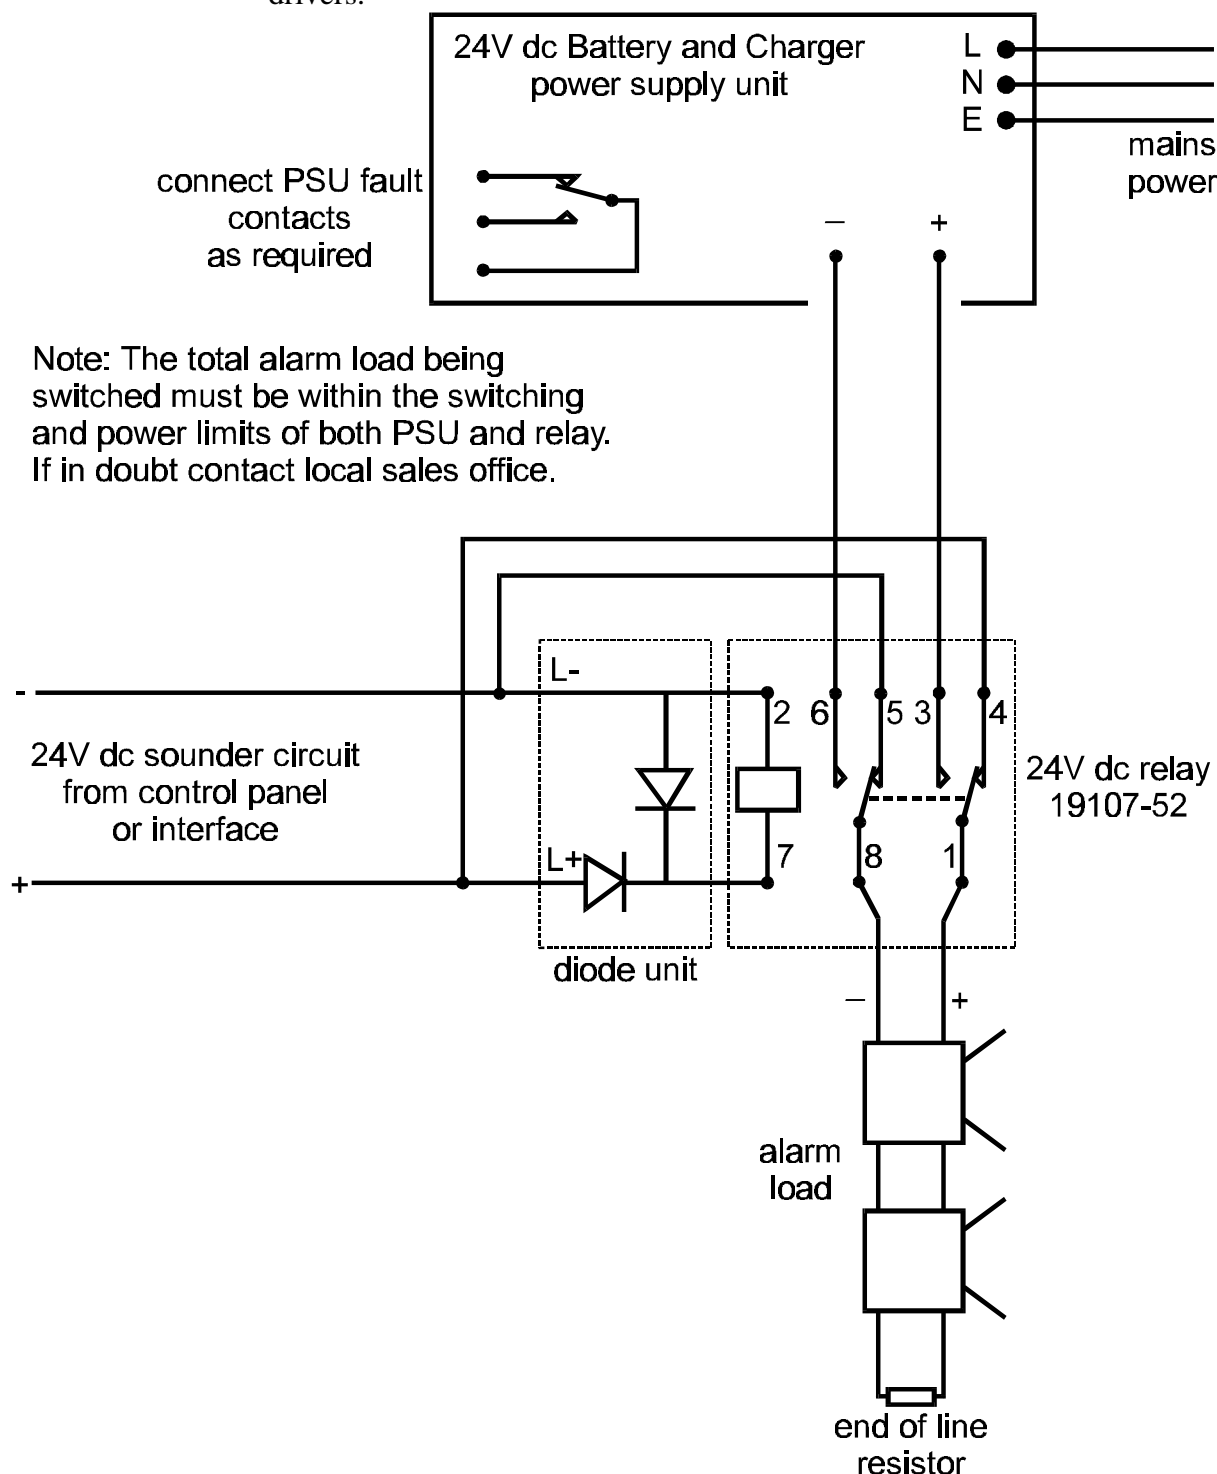 drivers.
24V dc Battery and Charger
power supply unit
L
N
E
mains
power
connect PSU fault
contacts
as required
– +
Note: The total alarm load being
switched must be within the switching
and power limits of both PSU and relay.
If in doubt contact local sales office.
L-
-
2 6 5 3 4
24V dc sounder circuit
from control panel
or interface
24V dc relay
19107-52
L+ 7 8 1
+
diode unit
– +
alarm
load
end of line
resistor